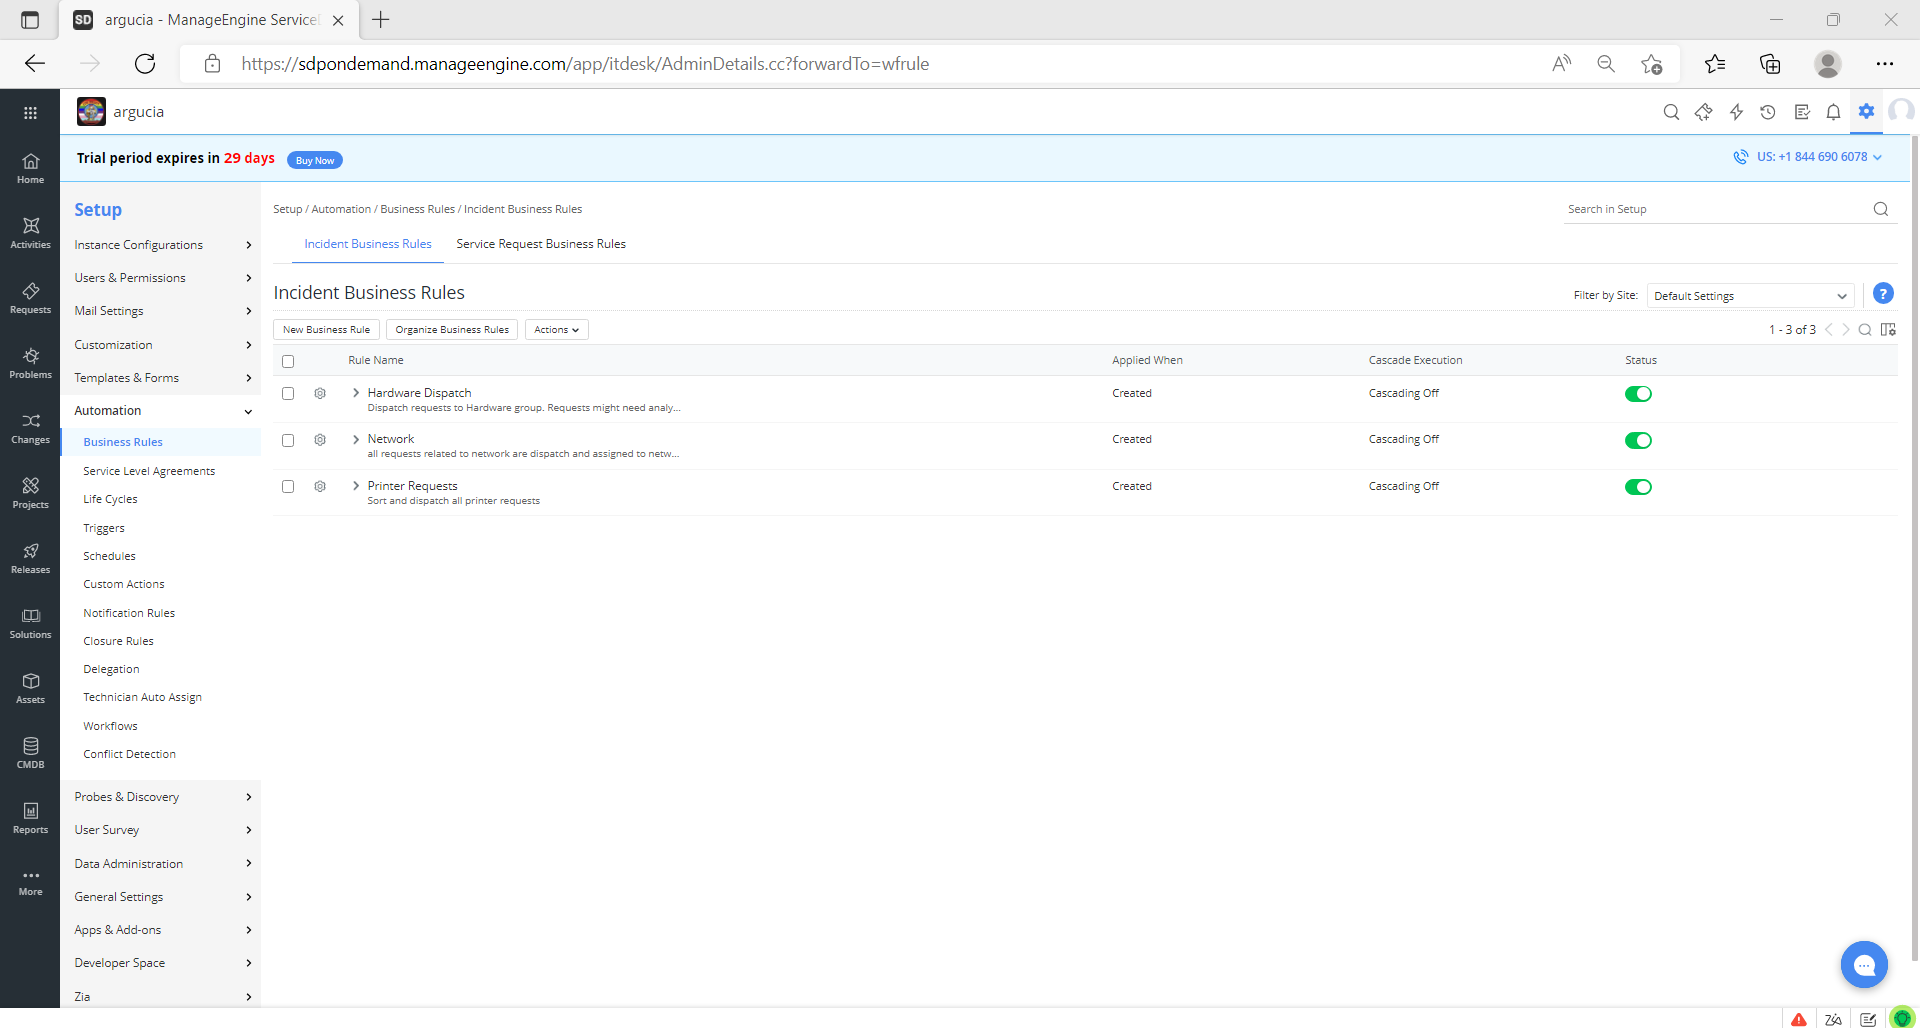 SD argucia - ManageEngine Service
https://sdpondemand.manageengine.com/app/itdesk/AdminDetails.cc?forwardTo=wfrule
argucia
Trial period expires in 29 days Buy Now
US: +1 844 690 6078
Home
Activities
Requests
Problems
Changes
Projects
Releases
Solutions
Assets
CMDB
Reports
More
Setup
Instance Configurations
Users & Permissions
Mail Settings
Customization
Templates & Forms
Automation
Business Rules
Service Level Agreements
Life Cycles
Triggers
Schedules
Custom Actions
Notification Rules
Closure Rules
Delegation
Technician Auto Assign
Workflows
Conflict Detection
Probes & Discovery
User Survey
Data Administration
General Settings
Apps & Add-ons
Developer Space
Zia
Setup / Automation / Business Rules / Incident Business Rules
Search in Setup
Incident Business Rules Service Request Business Rules
Incident Business Rules
Filter by Site: Default Settings ?
New Business Rule Organize Business Rules Actions
1 - 3 of 3
Rule Name Applied When Cascade Execution Status
Hardware Dispatch Created Cascading Off
Dispatch requests to Hardware group. Requests might need analy...
Network Created Cascading Off
all requests related to network are dispatch and assigned to netw...
Printer Requests Created Cascading Off
Sort and dispatch all printer requests